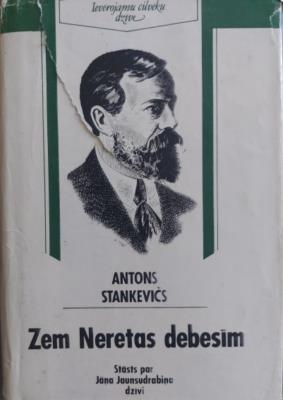 Ievērojamu cilvēku
dzīve
ANTONS
STANKEVIČS
Zem Neretas debesīm
Stāsts par
Jāņa Jaunsudrabiņa
dzīvi